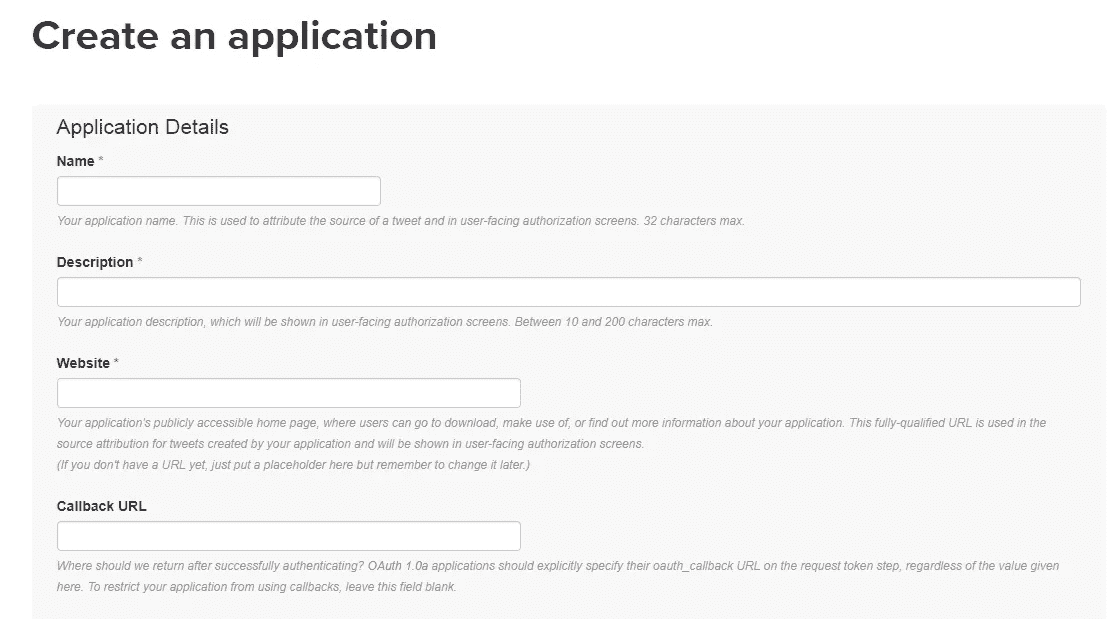 Create an application
Application Details
Name *
Your application name. This is used to attribute the source of a tweet and in user-facing authorization screens. 32 characters max.
Description *
Your application description, which will be shown in user-facing authorization screens. Between 10 and 200 characters max.
Website *
Your application's publicly accessible home page, where users can go to download, make use of, or find out more information about your application. This fully-qualified URL is used in the
source attribution for tweets created by your application and will be shown in user-facing authorization screens.
(If you don't have a URL yet, just put a placeholder here but remember to change it later.)
Callback URL
Where should we return after successfully authenticating? OAuth 1.0a applications should explicitly specify their oauth_callback URL on the request token step, regardless of the value given
here. To restrict your application from using callbacks, leave this field blank.